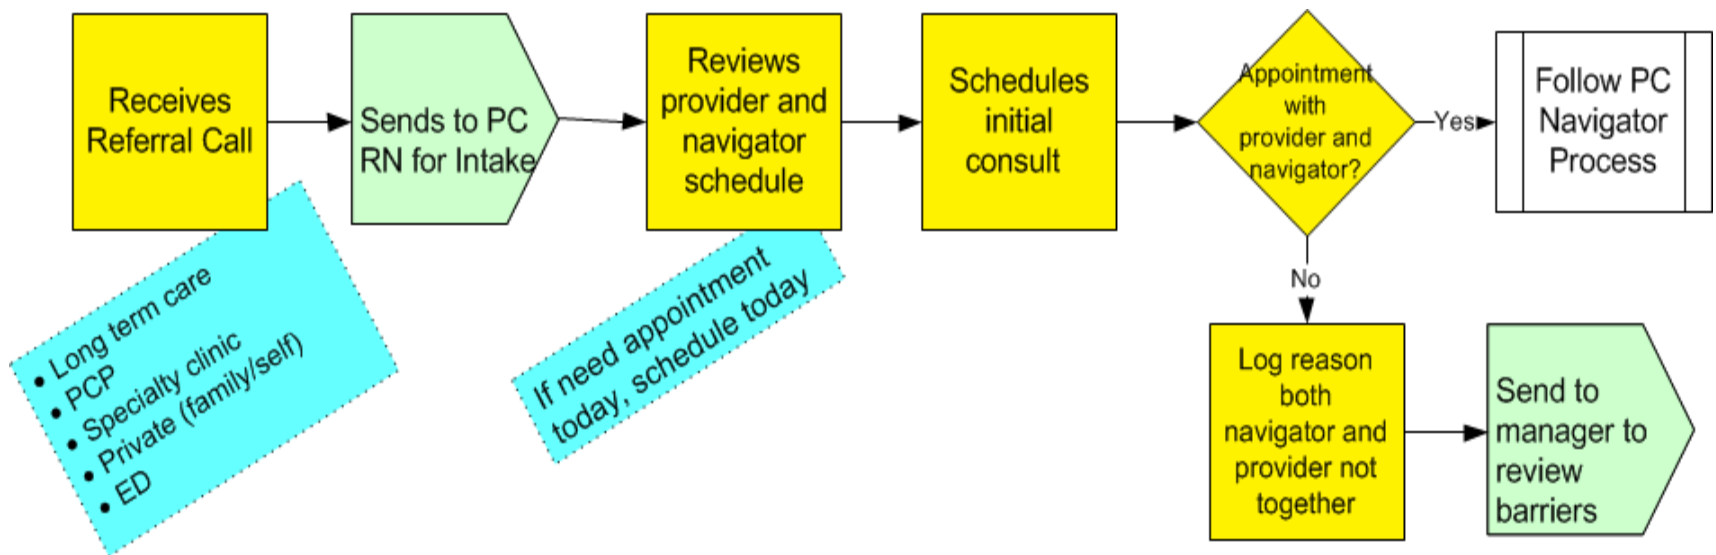 Receives
Referral Call
Sends to PC
RN for Intake
Reviews
provider and
navigator
schedule
Schedules
initial
consult
Appointment
with
provider and
navigator?
Yes
Follow PC
Navigator
Process
No
Log reason
both
navigator and
provider not
together
Send to
manager to
review
barriers
• Long term care
• PCP
• Specialty clinic
• Private (family/self)
• ED
If need appointment
today, schedule today